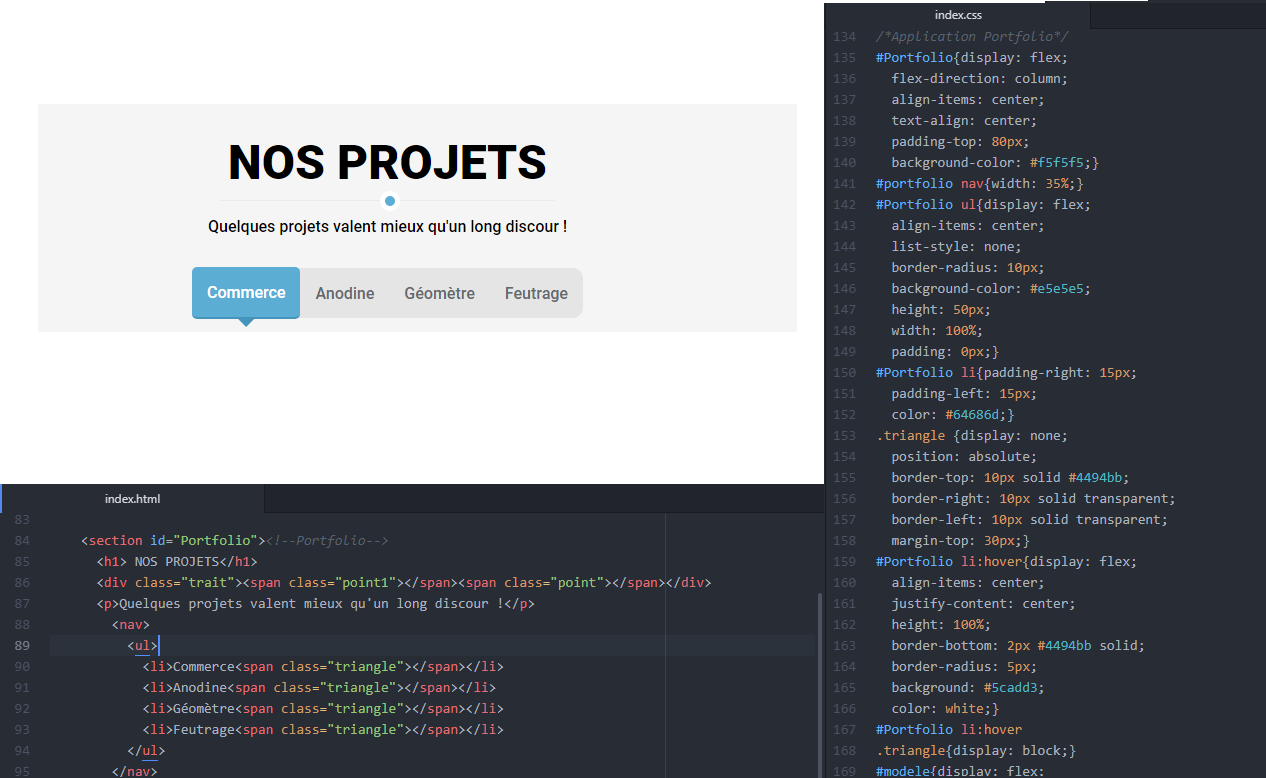 NOS PROJETS
Quelques projets valent mieux qu'un long discour !
Commerce Anodine Géomètre Feutrage
index.html
83
84 <section id="Portfolio"><!--Portfolio-->
85 <h1> NOS PROJETS</h1>
86 <div class="trait"><span class="point1"></span><span class="point"></span></div>
87 <p>Quelques projets valent mieux qu'un long discour !</p>
88 <nav>
89 <ul>
90 <li>Commerce<span class="triangle"></span></li>
91 <li>Anodine<span class="triangle"></span></li>
92 <li>Géomètre<span class="triangle"></span></li>
93 <li>Feutrage<span class="triangle"></span></li>
94 </ul>
95 </nav>
index.css
134 /*Application Portfolio*/
135 #Portfolio{display: flex;
136 flex-direction: column;
137 align-items: center;
138 text-align: center;
139 padding-top: 80px;
140 background-color: #f5f5f5;}
141 #portfolio nav{width: 35%;}
142 #Portfolio ul{display: flex;
143 align-items: center;
144 list-style: none;
145 border-radius: 10px;
146 background-color: #e5e5e5;
147 height: 50px;
148 width: 100%;
149 padding: 0px;}
150 #Portfolio li{padding-right: 15px;
151 padding-left: 15px;
152 color: #64686d;}
153 .triangle {display: none;
154 position: absolute;
155 border-top: 10px solid #4494bb;
156 border-right: 10px solid transparent;
157 border-left: 10px solid transparent;
158 margin-top: 30px;}
159 #Portfolio li:hover{display: flex;
160 align-items: center;
161 justify-content: center;
162 height: 100%;
163 border-bottom: 2px #4494bb solid;
164 border-radius: 5px;
165 background: #5cadd3;
166 color: white;}
167 #Portfolio li:hover
168 .triangle{display: block;}
169 #modele{display: flex;